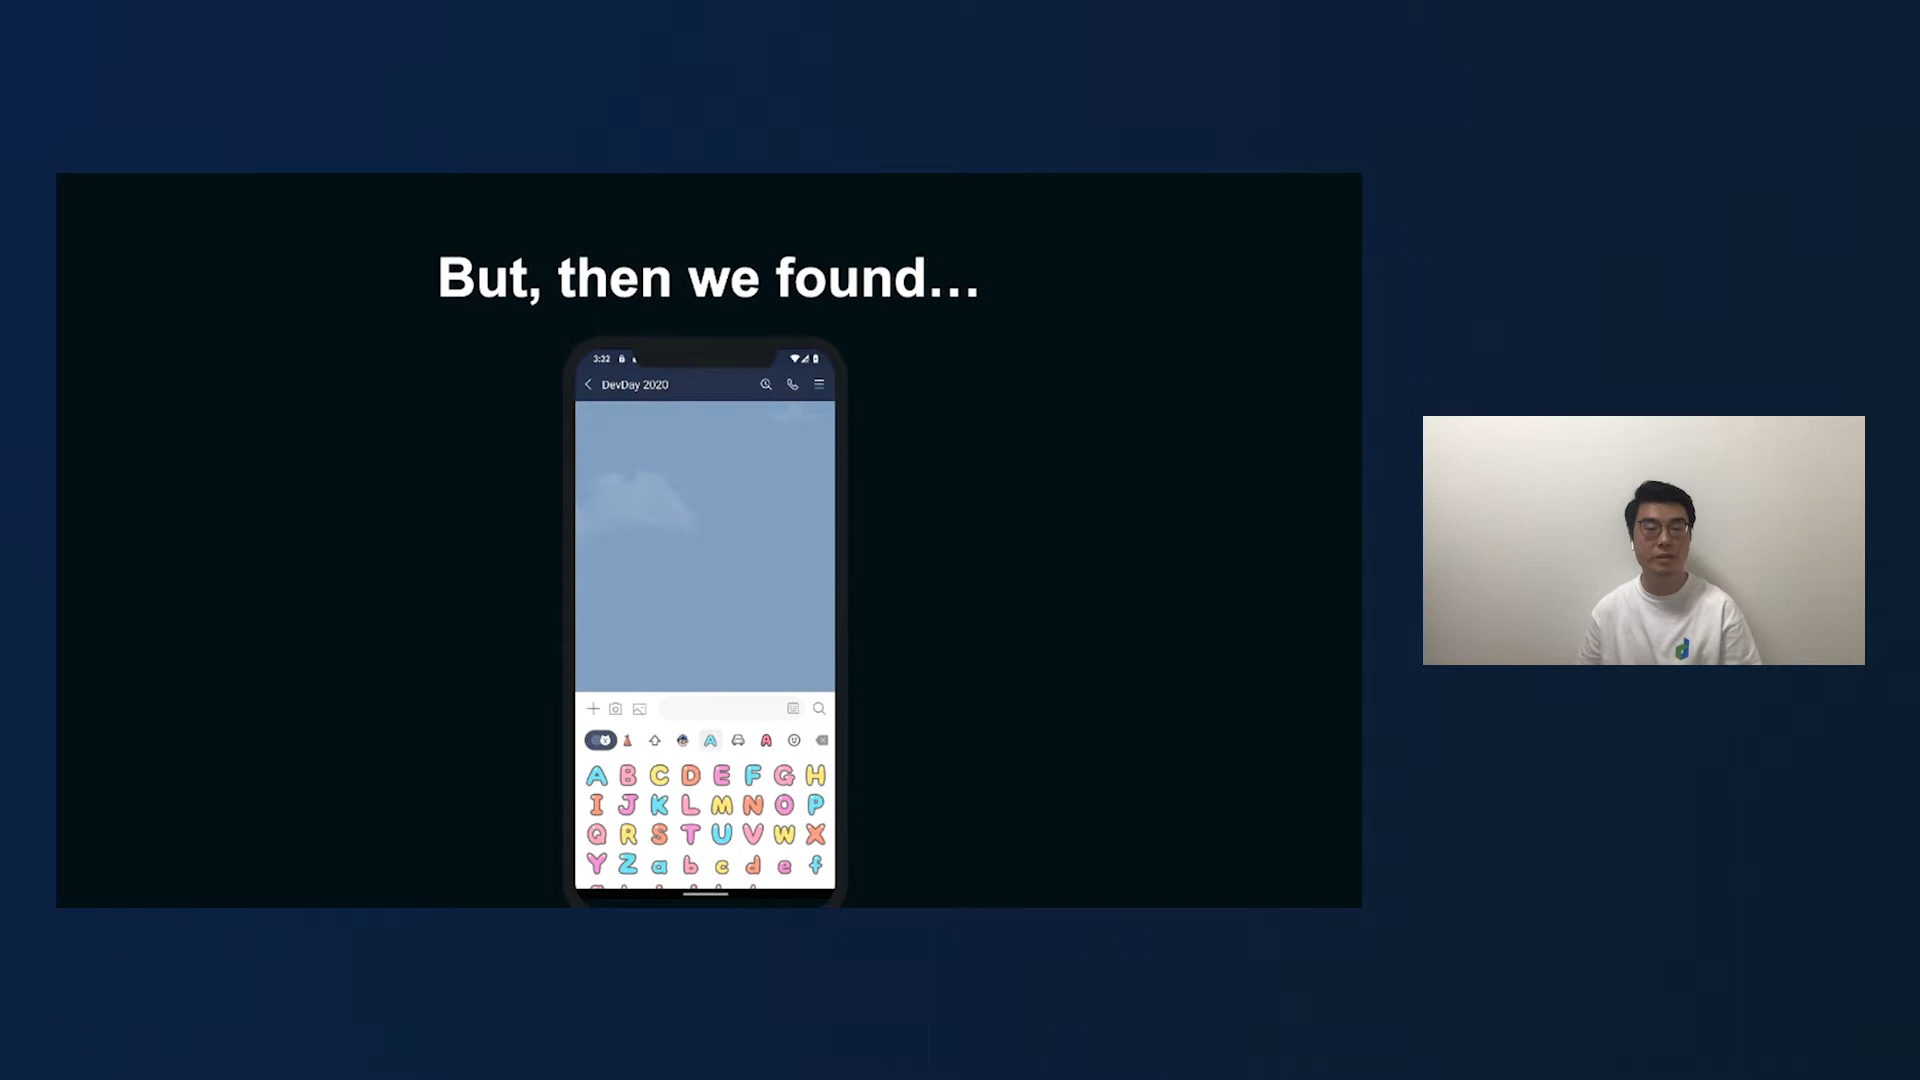 But, then we found...
3:32
DevDay 2020
A B C D E F G H
I J K L M N O P
Q R S T U V W X
Y Z a b c d e f